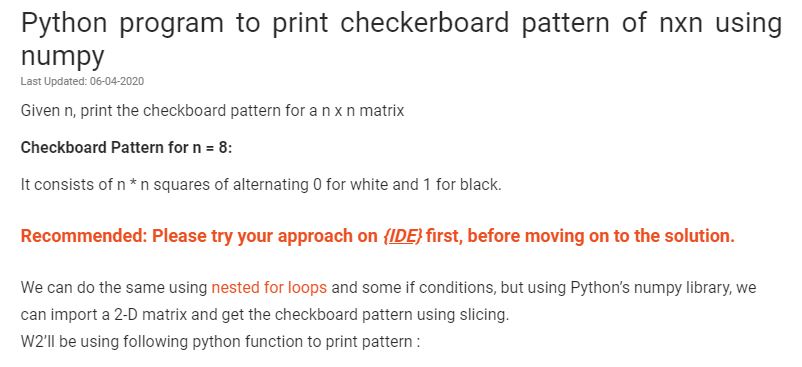 Python program to print checkerboard pattern of nxn using
numpy
Last Updated: 06-04-2020
Given n, print the checkboard pattern for a n x n matrix
Checkboard Pattern for n = 8:
It consists of n * n squares of alternating 0 for white and 1 for black.
Recommended: Please try your approach on {IDE} first, before moving on to the solution.
We can do the same using nested for loops and some if conditions, but using Python’s numpy library, we
can import a 2-D matrix and get the checkboard pattern using slicing.
W2’ll be using following python function to print pattern :